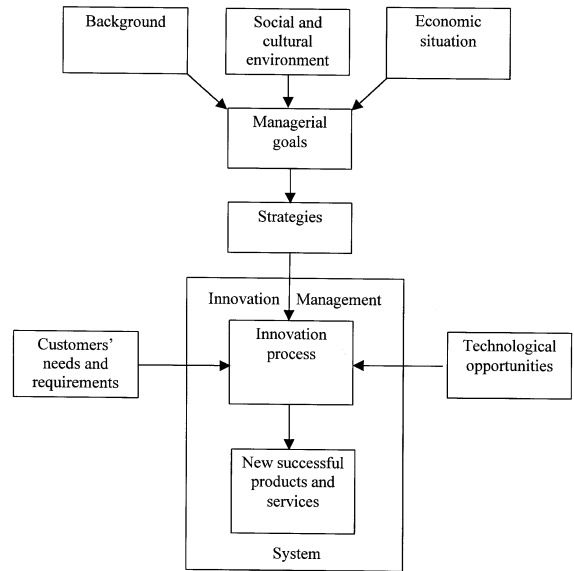 Background
Social and
cultural
environment
Economic
situation
Managerial
goals
Strategies
Innovation Management
Innovation
process
Customers'
needs and
requirements
Technological
opportunities
New successful
products and
services
System